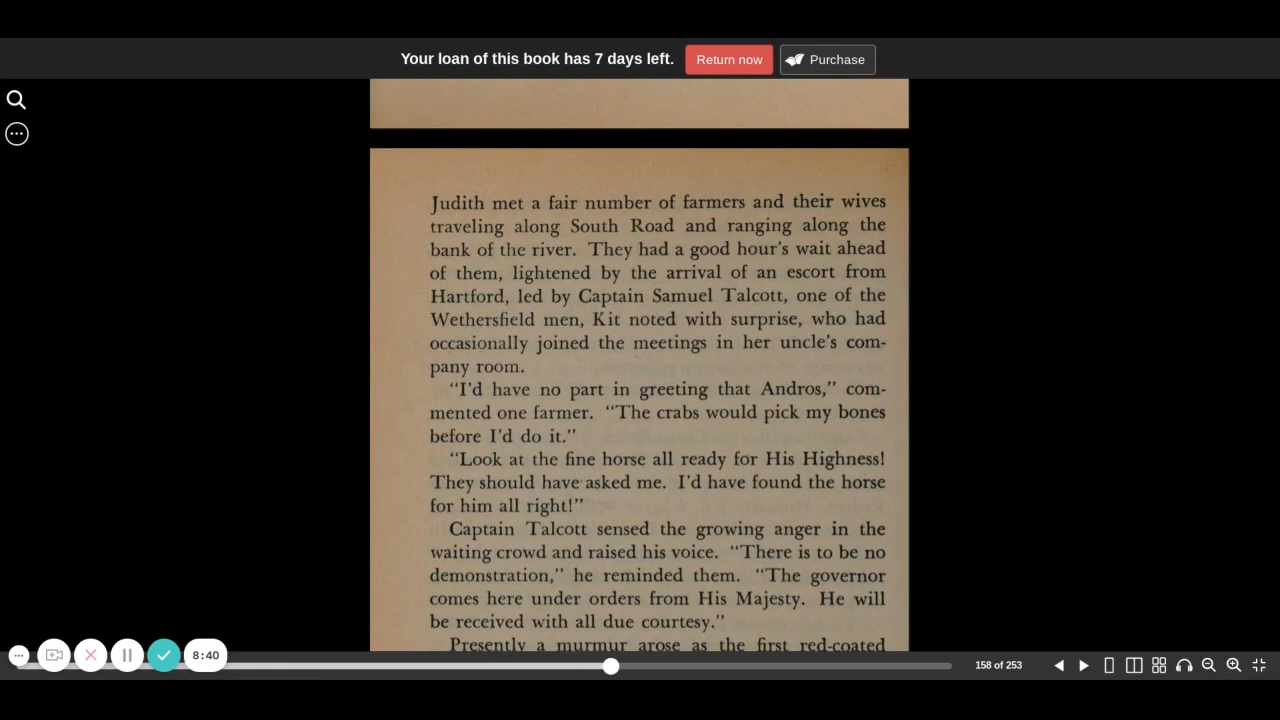 Your loan of this book has 7 days left. Return now Purchase
Judith met a fair number of farmers and their wives
traveling along South Road and ranging along the
bank of the river. They had a good hour's wait ahead
of them, lightened by the arrival of an escort from
Hartford, led by Captain Samuel Talcott, one of the
Wethersfield men, Kit noted with surprise, who had
occasionally joined the meetings in her uncle's com-
pany room.
"I'd have no part in greeting that Andros," com-
mented one farmer. "The crabs would pick my bones
before I'd do it."
"Look at the fine horse all ready for His Highness!
They should have asked me. I'd have found the horse
for him all right!"
Captain Talcott sensed the growing anger in the
waiting crowd and raised his voice. "There is to be no
demonstration," he reminded them. "The governor
comes here under orders from His Majesty. He will
be received with all due courtesy."
Presently a murmur arose as the first red-coated
8:40
158 of 253